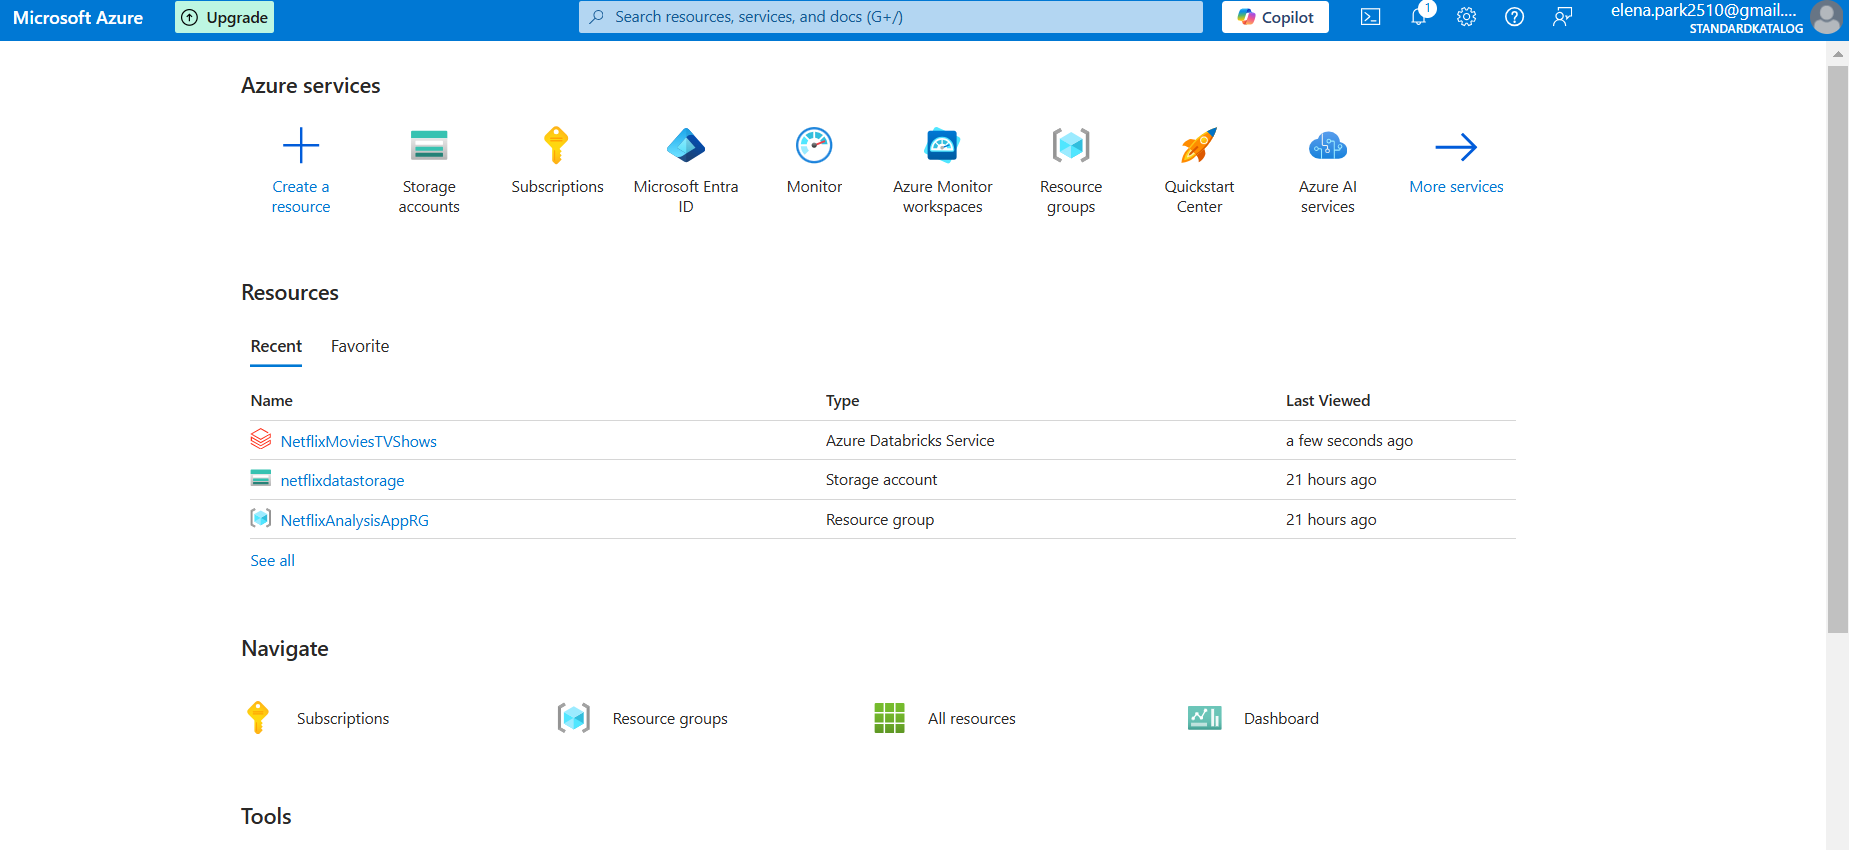 Microsoft Azure
Upgrade
Search resources, services, and docs (G+/)
Copilot
1
elena.park2510@gmail....
STANDARDKATALOG
Azure services
Create a
resource
Storage
accounts
Subscriptions
Microsoft Entra
ID
Monitor
Azure Monitor
workspaces
Resource
groups
Quickstart
Center
Azure AI
services
More services
Resources
Recent Favorite
Name Type Last Viewed
NetflixMoviesTVShows Azure Databricks Service a few seconds ago
netflixdatastorage Storage account 21 hours ago
NetflixAnalysisAppRG Resource group 21 hours ago
See all
Navigate
Subscriptions Resource groups All resources Dashboard
Tools